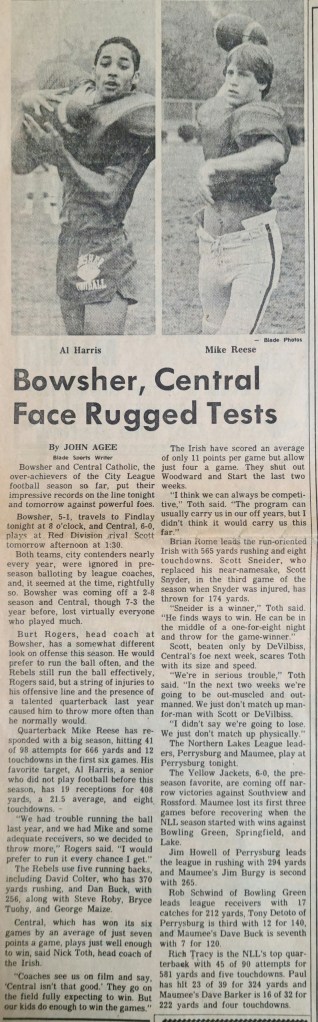 Al Harris
Mike Reese
— Blade Photos
Bowsher, Central
Face Rugged Tests
By JOHN AGEE
Blade Sports Writer
Bowsher and Central Catholic, the
over-achievers of the City League
football season so far, put their
impressive records on the line tonight
and tomorrow against powerful foes.
Bowsher, 5-1, travels to Findlay
tonight at 8 o'clock, and Central, 6-0,
plays at Red Division rival Scott
tomorrow afternoon at 1:30.
Both teams, city contenders nearly
every year, were ignored in pre-
season balloting by league coaches,
and, it seemed at the time, rightfully
so. Bowsher was coming off a 2-8
season and Central, though 7-3 the
year before, lost virtually everyone
who played much.
Burt Rogers, head coach at
Bowsher, has a somewhat different
look on offense this season. He would
prefer to run the ball often, and the
Rebels still run the ball effectively,
Rogers said, but a string of injuries to
his offensive line and the presence of
a talented quarterback last year
caused him to throw more often than
he normally would.
Quarterback Mike Reese has re-
sponded with a big season, hitting 41
of 98 attempts for 666 yards and 12
touchdowns in the first six games. His
favorite target, Al Harris, a senior
who did not play football before this
season, has 19 receptions for 408
yards, a 21.5 average, and eight
touchdowns.
"We had trouble running the ball
last year, and we had Mike and some
adequate receivers, so we decided to
throw more," Rogers said. "I would
prefer to run it every chance I get."
The Rebels use five running backs,
including David Colter, who has 370
yards rushing, and Dan Buck, with
256, along with Steve Roby, Bryce
Tuohy, and George Maize.
Central, which has won its six
games by an average of just seven
points a game, plays just well enough
to win, said Nick Toth, head coach of
the Irish.
"Coaches see us on film and say,
'Central isn't that good.' They go on
the field fully expecting to win. But
our kids do enough to win the games."
The Irish have scored an average
of only 11 points per game but allow
just four a game. They shut out
Woodward and Start the last two
weeks.
"I think we can always be competi-
tive," Toth said. "The program can
usually carry us in our off years, but I
didn't think it would carry us this
far."
Brian Rome leads the run-oriented
Irish with 565 yards rushing and eight
touchdowns. Scott Sneider, who
replaced his near-namesake, Scott
Snyder, in the third game of the
season when Snyder was injured, has
thrown for 174 yards.
"Sneider is a winner," Toth said.
"He finds ways to win. He can be in
the middle of a one-for-eight night
and throw for the game-winner."
Scott, beaten only by DeVilbiss,
Central's foe next week, scares Toth
with its size and speed.
"We're in serious trouble," Toth
said. "In the next two weeks we're
going to be out-muscled and out-
manned. We just don't match up man-
for-man with Scott or DeVilbiss.
"I didn't say we're going to lose.
We just don't match up physically."
The Northern Lakes League lead-
ers, Perrysburg and Maumee, play at
Perrysburg tonight.
The Yellow Jackets, 6-0, the pre-
season favorite, are coming off nar-
row victories against Southview and
Rossford. Maumee lost its first three
games before recovering when the
NLL season started with wins against
Bowling Green, Springfield, and
Lake.
Jim Howell of Perrysburg leads
the league in rushing with 294 yards
and Maumee's Jim Burgy is second
with 265.
Rob Schwind of Bowling Green
leads league receivers with 17
catches for 212 yards, Tony Detoto of
Perrysburg is third with 12 for 140,
and Maumee's Dave Buck is seventh
with 7 for 120.
Rich Tracy is the NLL's top quar-
terback with 45 of 90 attempts for
581 yards and five touchdowns. Paul
has hit 23 of 39 for 324 yards and
Maumee's Dave Barker is 16 of 32 for
222 yards and four touchdowns.